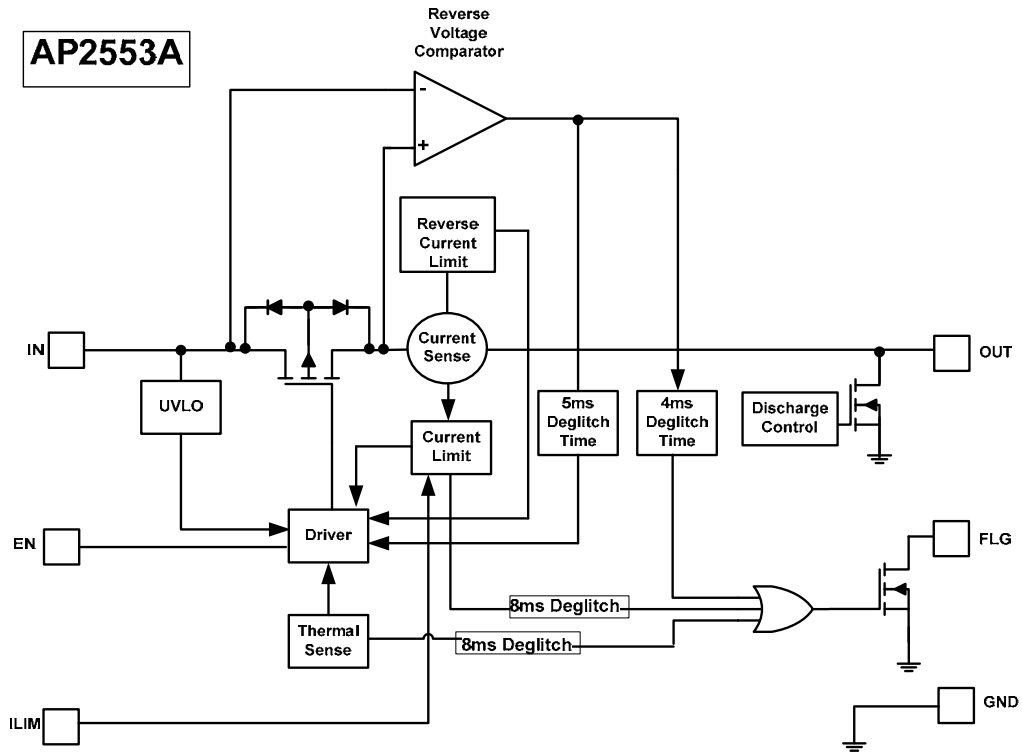 AP2553A
Reverse
Voltage
Comparator
-
+
Reverse
Current
Limit
IN
Current
Sense
OUT
UVLO
5ms
Deglitch
Time
4ms
Deglitch
Time
Discharge
Control
Current
Limit
EN
Driver
FLG
8ms Deglitch
Thermal
Sense
8ms Deglitch
ILIM
GND